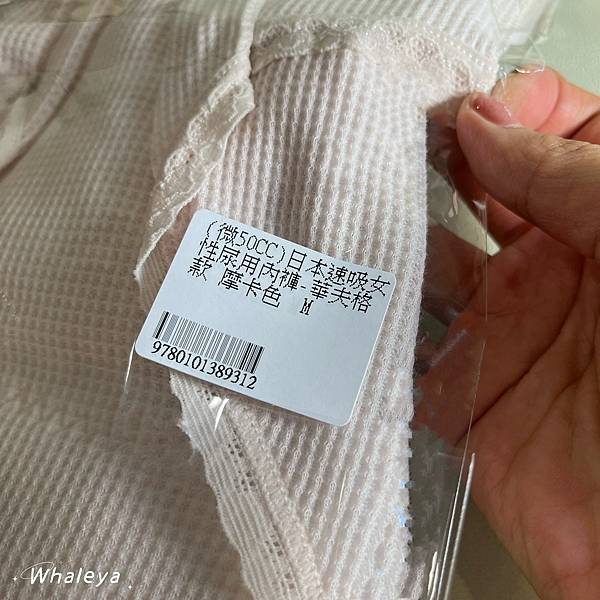 (微50CC)日本速吸女
性尿用內褲-華夫格
款 摩卡色 M
9780101389312
Whaleya